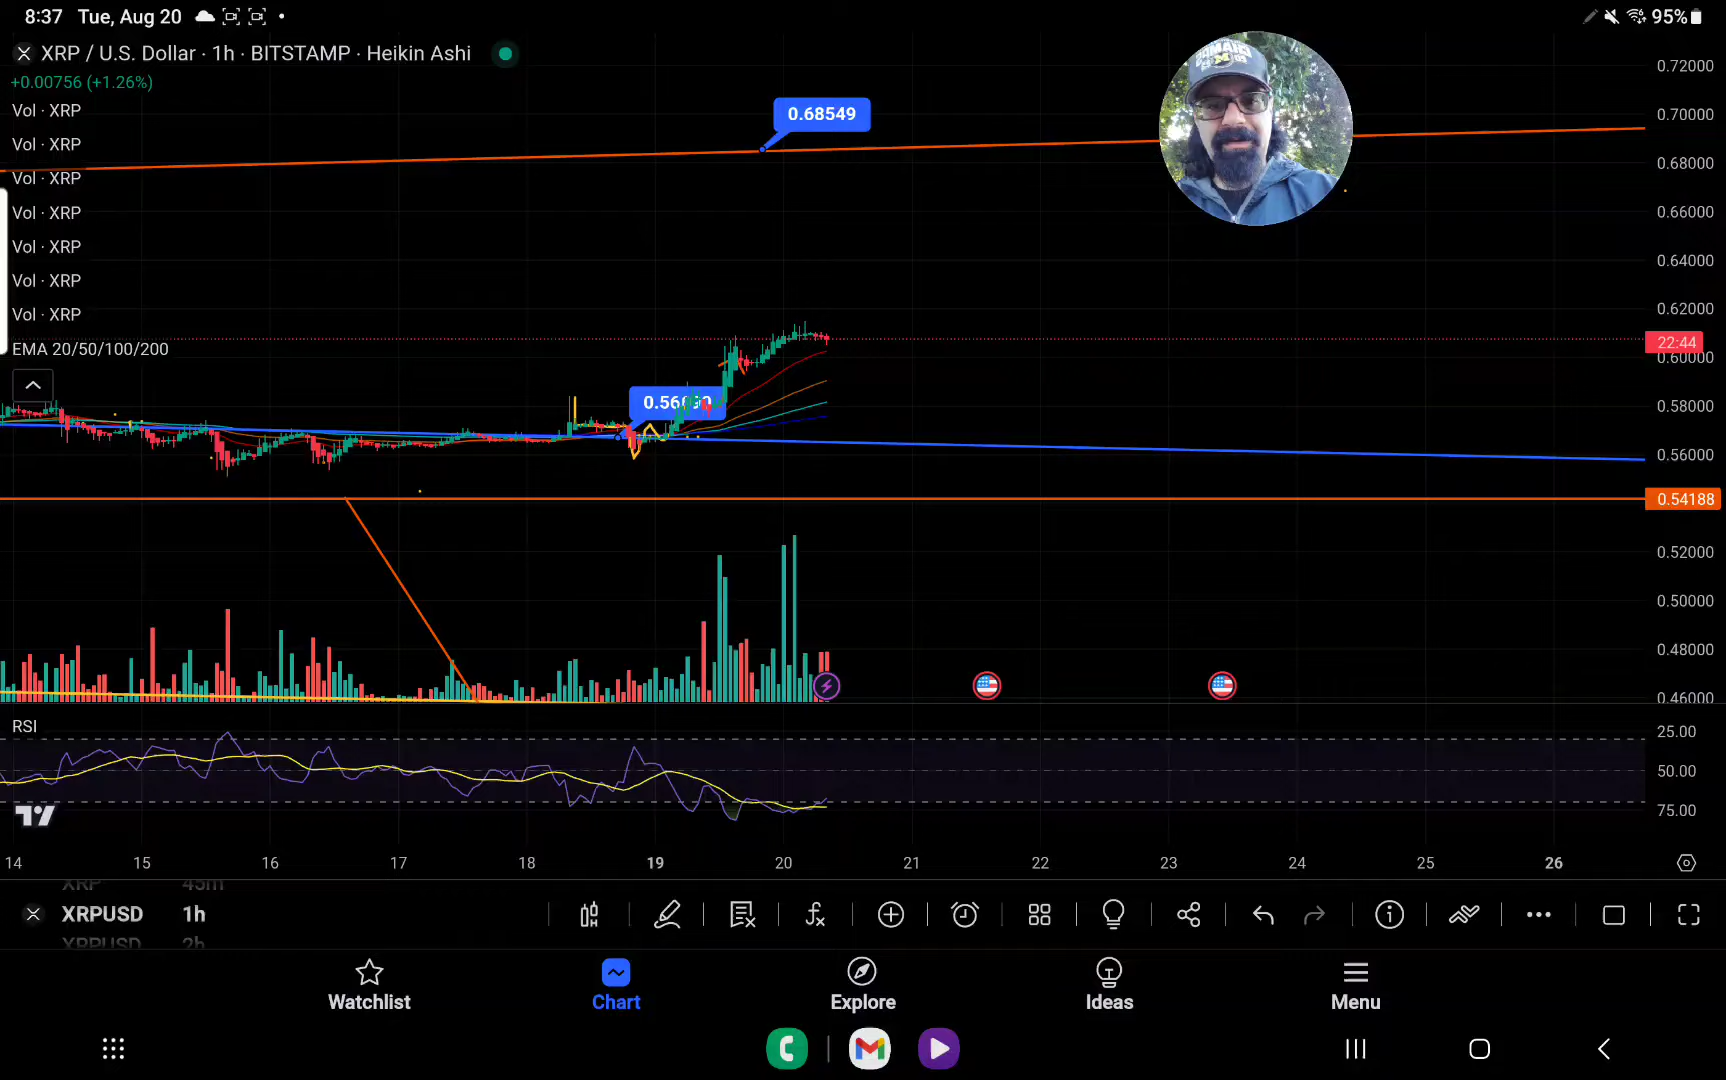 8:37 Tue, Aug 20
95%
XRP / U.S. Dollar · 1h · BITSTAMP · Heikin Ashi
+0.00756 (+1.26%)
Vol · XRP
Vol · XRP
Vol · XRP
Vol · XRP
Vol · XRP
Vol · XRP
Vol · XRP
EMA 20/50/100/200
0.68549
0.72000
0.70000
0.68000
0.66000
0.64000
0.62000
22:44
0.60000
0.58000
0.56000
0.54188
0.52000
0.50000
0.48000
0.46000
RSI
25.00
50.00
75.00
14 15 16 17 18 19 20 21 22 23 24 25 26
XRP 45m
XRPUSD 1h
XRPUSD 2h
Watchlist
Chart
Explore
Ideas
Menu